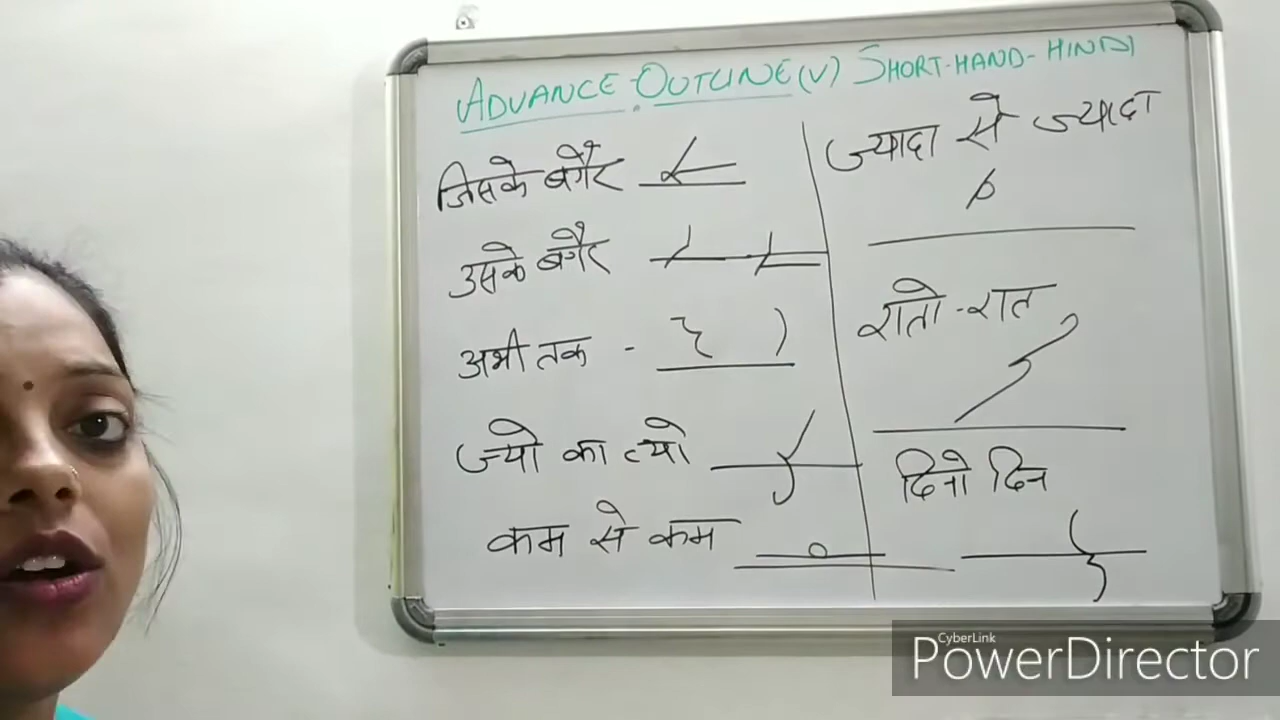 ADVANCE OUTLINE (V) SHORT-HAND-HINDI
जिसके बगैर
उसके बगैर
अभी तक -
ज्यो का त्यो
कम से कम
ज्यादा से ज्यादा
रातो-रात
दिनो दिन
CyberLink
PowerDirector